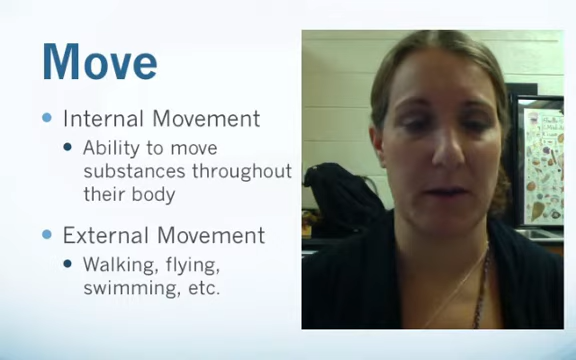 Move
Internal Movement
Ability to move
substances throughout
their body
External Movement
Walking, flying,
swimming, etc.